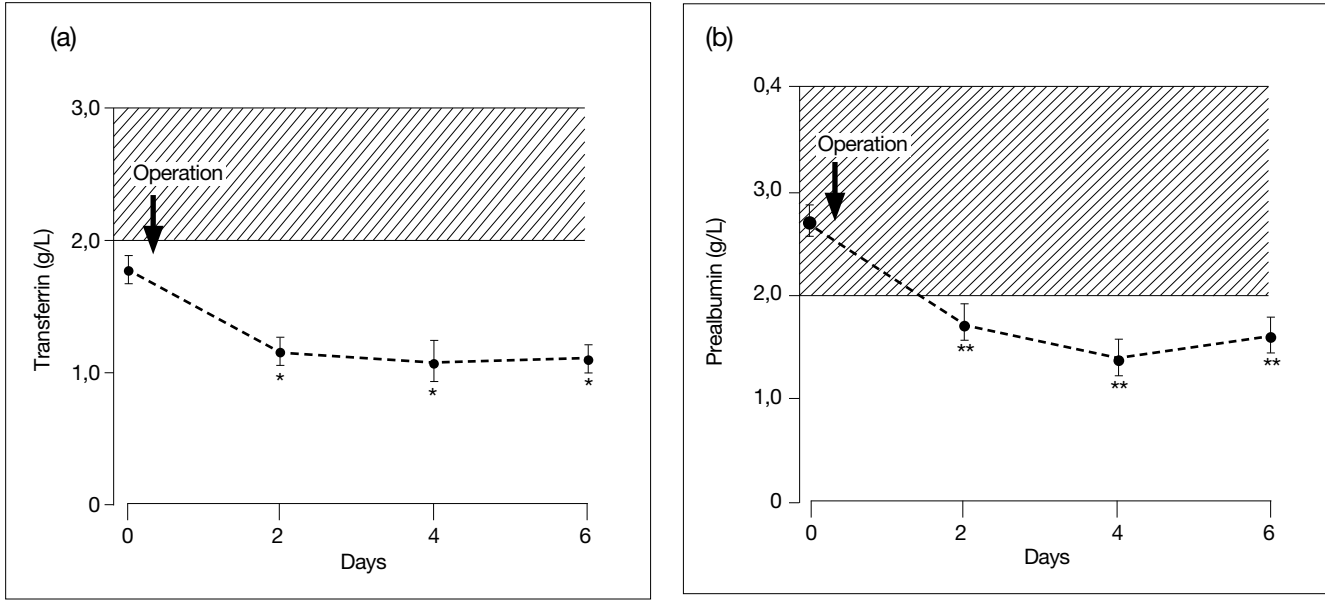 (a)
3,0
Operation
2,0
Transferrin (g/L)
1,0
*
*
*
0
0 2 4 6
Days
(b)
0,4
Operation
3,0
Prealbumin (g/L)
2,0
**
**
**
1,0
0
0 2 4 6
Days